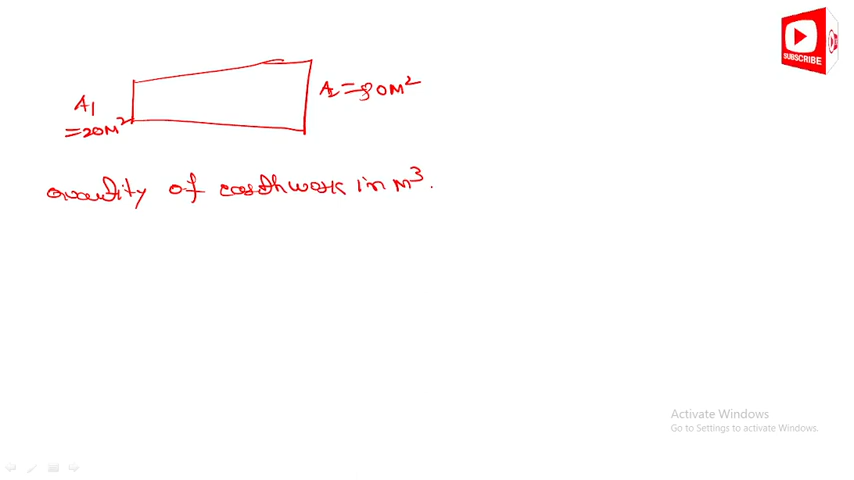 SUBSCRIBE
A₁
=20M²
A₂=30M²
quantity of earthwork in M³.
Activate Windows
Go to Settings to activate Windows.